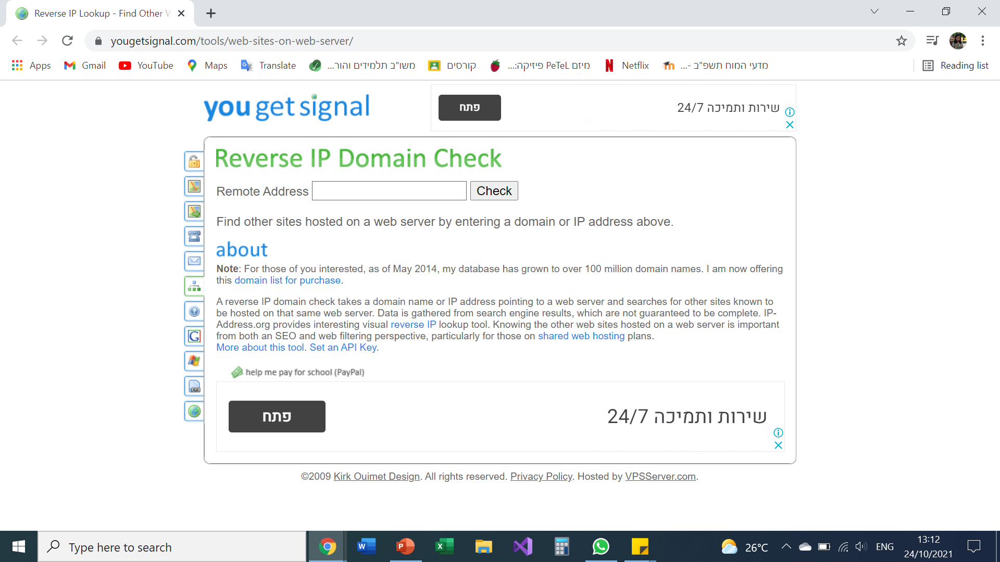 Reverse IP Lookup - Find Other W
yougetsignal.com/tools/web-sites-on-web-server/
Apps
Gmail
YouTube
Maps
Translate
משו"ב תלמידים והור...
קורסים
מיזם PeTeL פיזיקה:...
Netflix
מדעי המוח תשפ"ב -...
Reading list
you get signal
פתח
שירות ותמיכה 24/7
Reverse IP Domain Check
Remote Address
Check
Find other sites hosted on a web server by entering a domain or IP address above.
about
Note: For those of you interested, as of May 2014, my database has grown to over 100 million domain names. I am now offering
this domain list for purchase.
A reverse IP domain check takes a domain name or IP address pointing to a web server and searches for other sites known to
be hosted on that same web server. Data is gathered from search engine results, which are not guaranteed to be complete. IP-
Address.org provides interesting visual reverse IP lookup tool. Knowing the other web sites hosted on a web server is important
from both an SEO and web filtering perspective, particularly for those on shared web hosting plans.
More about this tool. Set an API Key.
help me pay for school (PayPal)
פתח
שירות ותמיכה 24/7
©2009 Kirk Ouimet Design. All rights reserved. Privacy Policy. Hosted by VPSServer.com.
Type here to search
26°C
ENG
13:12
24/10/2021